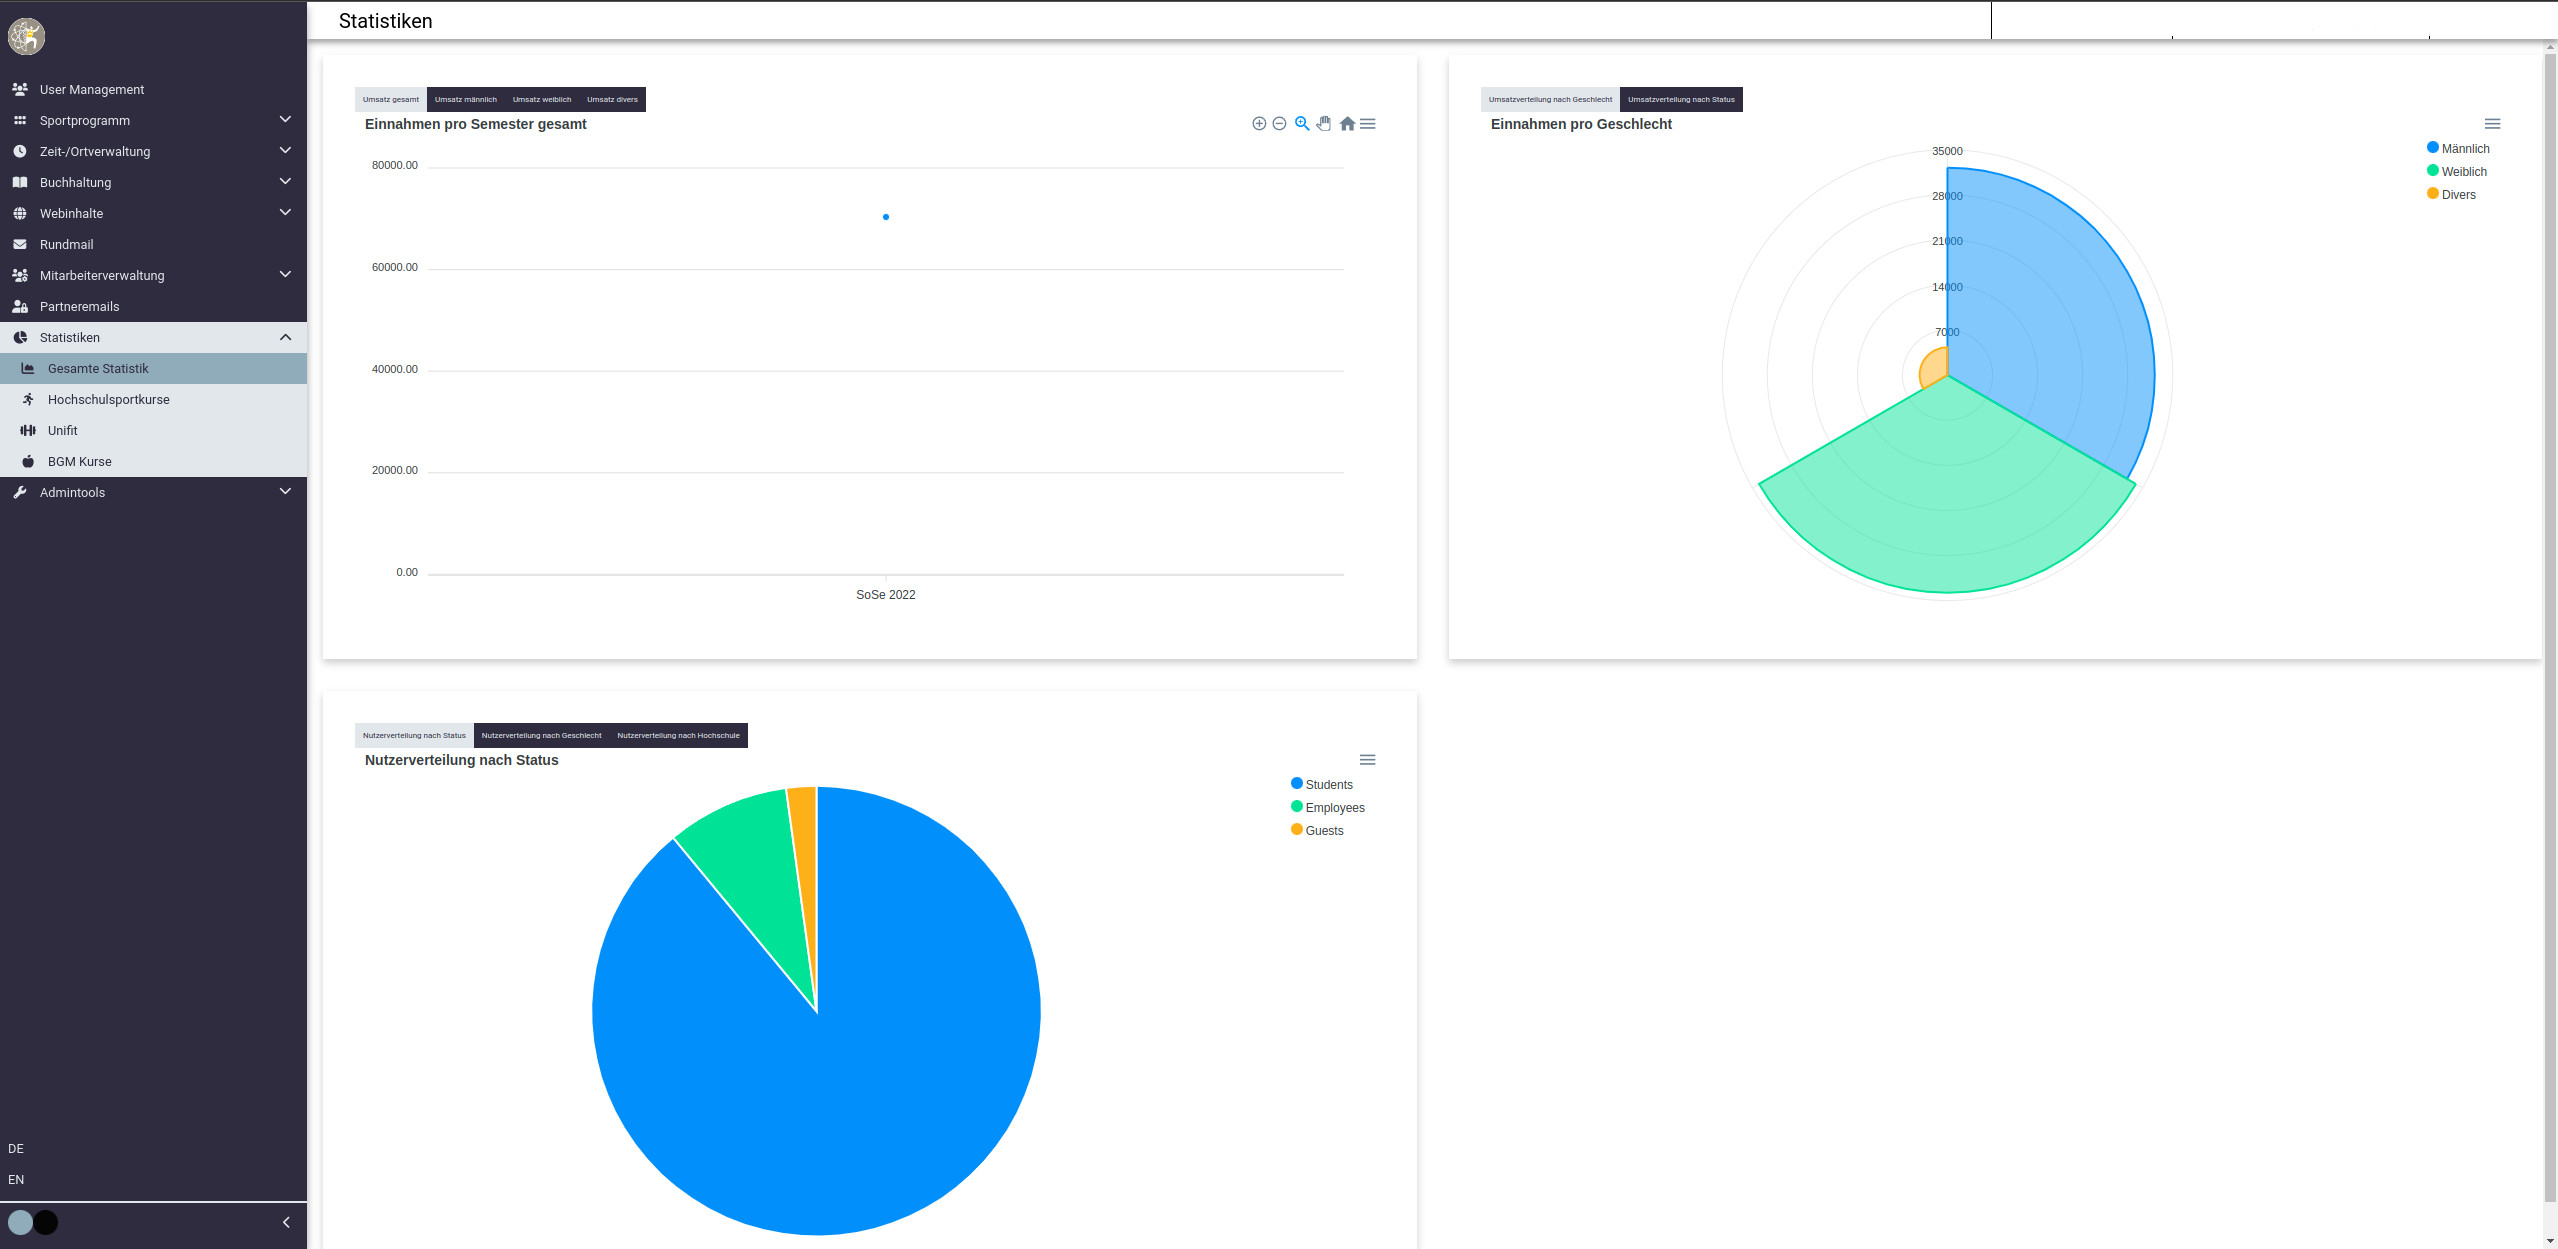 Statistiken
User Management
Sportprogramm
Zeit-/Ortverwaltung
Buchhaltung
Webinhalte
Rundmail
Mitarbeiterverwaltung
Partneremails
Statistiken
Gesamte Statistik
Hochschulsportkurse
Unifit
BGM Kurse
Admintools
DE
EN
Umsatz gesamt Umsatz männlich Umsatz weiblich Umsatz divers
Einnahmen pro Semester gesamt
80000.00
60000.00
40000.00
20000.00
0.00
SoSe 2022
Umsatzverteilung nach Geschlecht Umsatzverteilung nach Status
Einnahmen pro Geschlecht
35000
28000
21000
14000
7000
Männlich
Weiblich
Divers
Nutzerverteilung nach Status Nutzerverteilung nach Geschlecht Nutzerverteilung nach Hochschule
Nutzerverteilung nach Status
Students
Employees
Guests